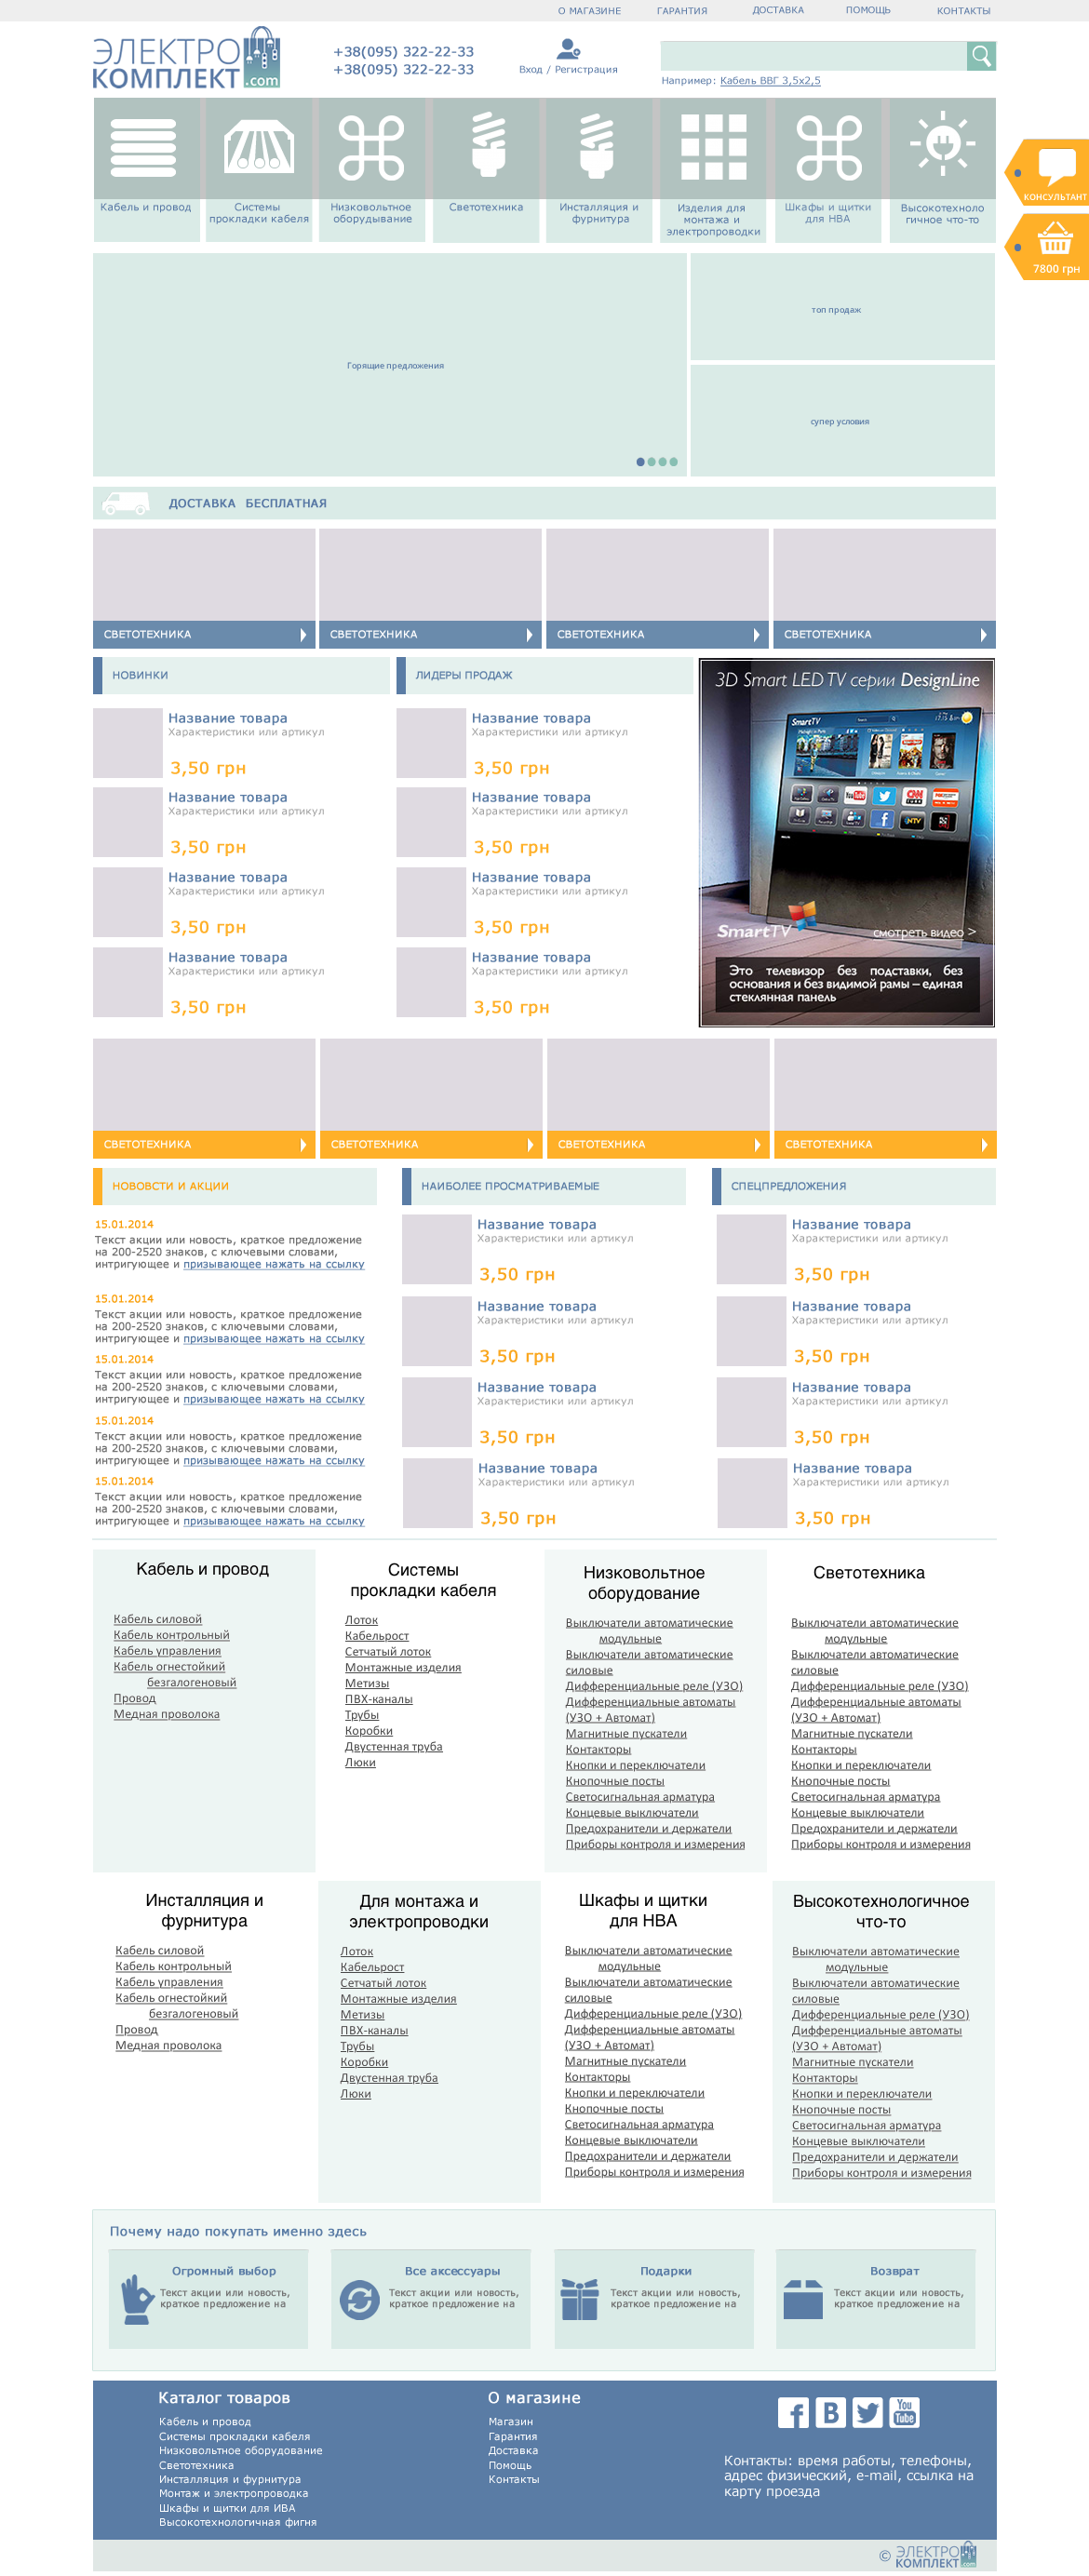 О МАГАЗИНЕ ГАРАНТИЯ ДОСТАВКА ПОМОЩЬ КОНТАКТЫ
ЭЛЕКТРО
КОМПЛЕКТ .com
+38(095) 322-22-33
+38(095) 322-22-33
Вход / Регистрация
Например: Кабель ВВГ 3,5х2,5
Кабель и провод
Системы
прокладки кабеля
Низковольтное
оборудывание
Светотехника
Инсталляция и
фурнитура
Изделия для
монтажа и
электропроводки
Шкафы и щитки
для НВА
Высокотехноло
гичное что-то
КОНСУЛЬТАНТ
7800 грн
Горящие предложения
топ продаж
супер условия
ДОСТАВКА БЕСПЛАТНАЯ
СВЕТОТЕХНИКА СВЕТОТЕХНИКА СВЕТОТЕХНИКА СВЕТОТЕХНИКА
НОВИНКИ
Название товара
Характеристики или артикул
3,50 грн
Название товара
Характеристики или артикул
3,50 грн
Название товара
Характеристики или артикул
3,50 грн
Название товара
Характеристики или артикул
3,50 грн
ЛИДЕРЫ ПРОДАЖ
Название товара
Характеристики или артикул
3,50 грн
Название товара
Характеристики или артикул
3,50 грн
Название товара
Характеристики или артикул
3,50 грн
Название товара
Характеристики или артикул
3,50 грн
3D Smart LED TV серии DesignLine
SmartTV
YouTube
CNN
NTV
SmartTV
смотреть видео >
Это телевизор без подставки, без
основания и без видимой рамы – единая
стеклянная панель
СВЕТОТЕХНИКА СВЕТОТЕХНИКА СВЕТОТЕХНИКА СВЕТОТЕХНИКА
НОВОВСТИ И АКЦИИ
15.01.2014
Текст акции или новость, краткое предложение
на 200-2520 знаков, с ключевыми словами,
интригующее и призывающее нажать на ссылку
15.01.2014
Текст акции или новость, краткое предложение
на 200-2520 знаков, с ключевыми словами,
интригующее и призывающее нажать на ссылку
15.01.2014
Текст акции или новость, краткое предложение
на 200-2520 знаков, с ключевыми словами,
интригующее и призывающее нажать на ссылку
15.01.2014
Текст акции или новость, краткое предложение
на 200-2520 знаков, с ключевыми словами,
интригующее и призывающее нажать на ссылку
15.01.2014
Текст акции или новость, краткое предложение
на 200-2520 знаков, с ключевыми словами,
интригующее и призывающее нажать на ссылку
НАИБОЛЕЕ ПРОСМАТРИВАЕМЫЕ
Название товара
Характеристики или артикул
3,50 грн
Название товара
Характеристики или артикул
3,50 грн
Название товара
Характеристики или артикул
3,50 грн
Название товара
Характеристики или артикул
3,50 грн
СПЕЦПРЕДЛОЖЕНИЯ
Название товара
Характеристики или артикул
3,50 грн
Название товара
Характеристики или артикул
3,50 грн
Название товара
Характеристики или артикул
3,50 грн
Название товара
Характеристики или артикул
3,50 грн
Кабель и провод
Кабель силовой
Кабель контрольный
Кабель управления
Кабель огнестойкий
безгалогеновый
Провод
Медная проволока
Системы
прокладки кабеля
Лоток
Кабельрост
Сетчатый лоток
Монтажные изделия
Метизы
ПВХ-каналы
Трубы
Коробки
Двустенная труба
Люки
Низковольтное
оборудование
Выключатели автоматические
модульные
Выключатели автоматические
силовые
Дифференциальные реле (УЗО)
Дифференциальные автоматы
(УЗО + Автомат)
Магнитные пускатели
Контакторы
Кнопки и переключатели
Кнопочные посты
Светосигнальная арматура
Концевые выключатели
Предохранители и держатели
Приборы контроля и измерения
Светотехника
Выключатели автоматические
модульные
Выключатели автоматические
силовые
Дифференциальные реле (УЗО)
Дифференциальные автоматы
(УЗО + Автомат)
Магнитные пускатели
Контакторы
Кнопки и переключатели
Кнопочные посты
Светосигнальная арматура
Концевые выключатели
Предохранители и держатели
Приборы контроля и измерения
Инсталляция и
фурнитура
Кабель силовой
Кабель контрольный
Кабель управления
Кабель огнестойкий
безгалогеновый
Провод
Медная проволока
Для монтажа и
электропроводки
Лоток
Кабельрост
Сетчатый лоток
Монтажные изделия
Метизы
ПВХ-каналы
Трубы
Коробки
Двустенная труба
Люки
Шкафы и щитки
для НВА
Выключатели автоматические
модульные
Выключатели автоматические
силовые
Дифференциальные реле (УЗО)
Дифференциальные автоматы
(УЗО + Автомат)
Магнитные пускатели
Контакторы
Кнопки и переключатели
Кнопочные посты
Светосигнальная арматура
Концевые выключатели
Предохранители и держатели
Приборы контроля и измерения
Высокотехнологичное
что-то
Выключатели автоматические
модульные
Выключатели автоматические
силовые
Дифференциальные реле (УЗО)
Дифференциальные автоматы
(УЗО + Автомат)
Магнитные пускатели
Контакторы
Кнопки и переключатели
Кнопочные посты
Светосигнальная арматура
Концевые выключатели
Предохранители и держатели
Приборы контроля и измерения
Почему надо покупать именно здесь
Огромный выбор
Текст акции или новость,
краткое предложение на
Все аксессуары
Текст акции или новость,
краткое предложение на
Подарки
Текст акции или новость,
краткое предложение на
Возврат
Текст акции или новость,
краткое предложение на
Каталог товаров
Кабель и провод
Системы прокладки кабеля
Низковольтное оборудование
Светотехника
Инсталляция и фурнитура
Монтаж и электропроводка
Шкафы и щитки для ИВА
Высокотехнологичная фигня
О магазине
Магазин
Гарантия
Доставка
Помощь
Контакты
You Tube
Контакты: время работы, телефоны,
адрес физический, e-mail, ссылка на
карту проезда
© ЭЛЕКТРО
КОМПЛЕКТ .com